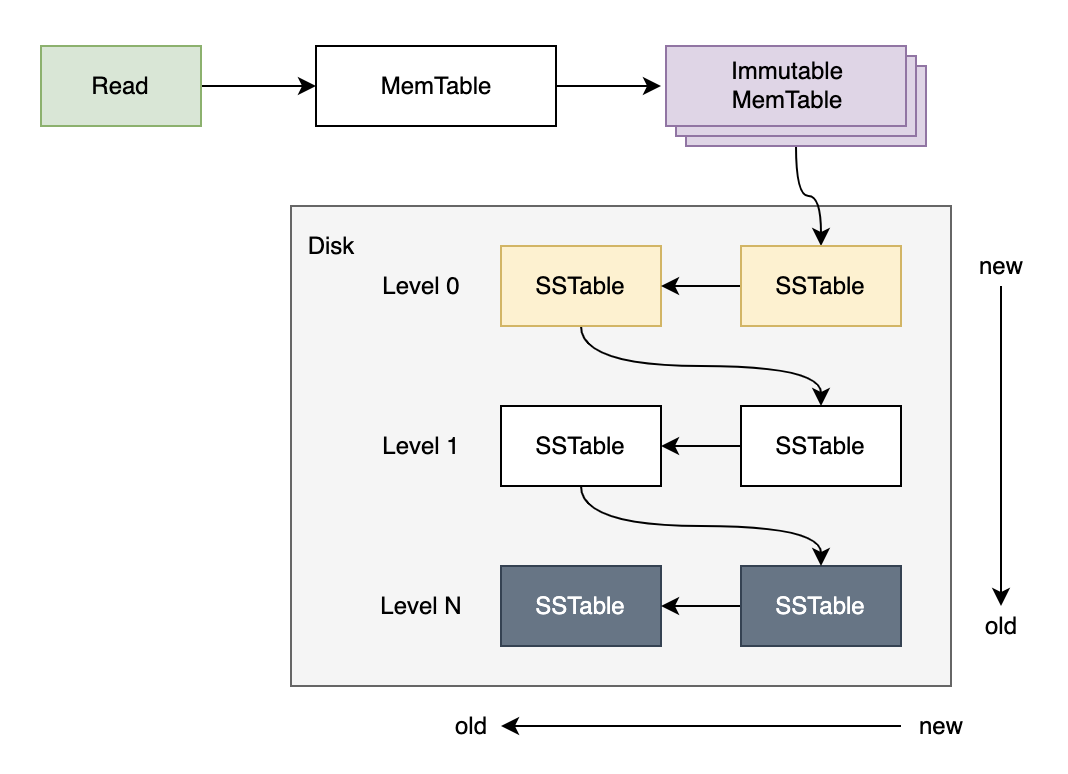 Read
MemTable
Immutable
MemTable
Disk
Level 0
SSTable
SSTable
new
Level 1
SSTable
SSTable
Level N
SSTable
SSTable
old
old
new